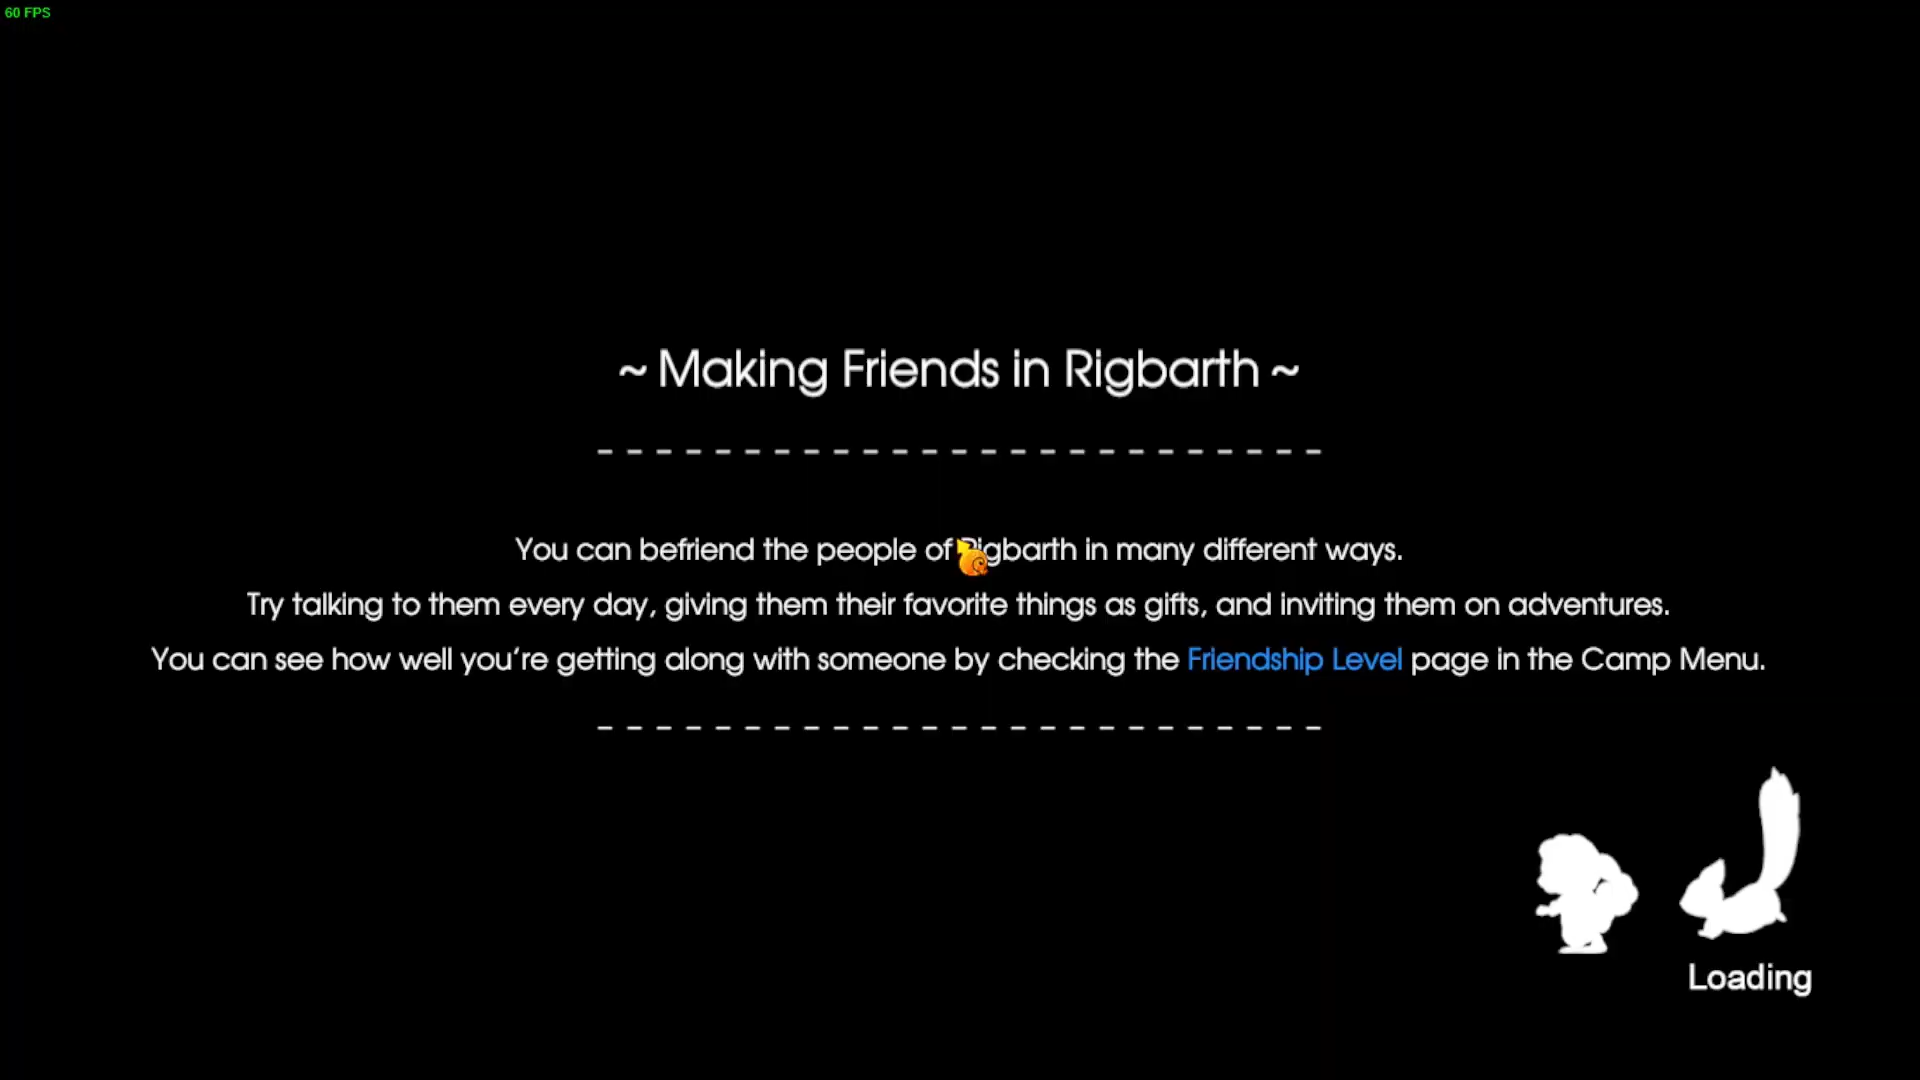 60 FPS
~ Making Friends in Rigbarth ~
- - - - - - - - - - - - - - - - - - - - - - - - -
You can befriend the people of Rigbarth in many different ways.
Try talking to them every day, giving them their favorite things as gifts, and inviting them on adventures.
You can see how well you’re getting along with someone by checking the Friendship Level page in the Camp Menu.
- - - - - - - - - - - - - - - - - - - - - - - - -
Loading